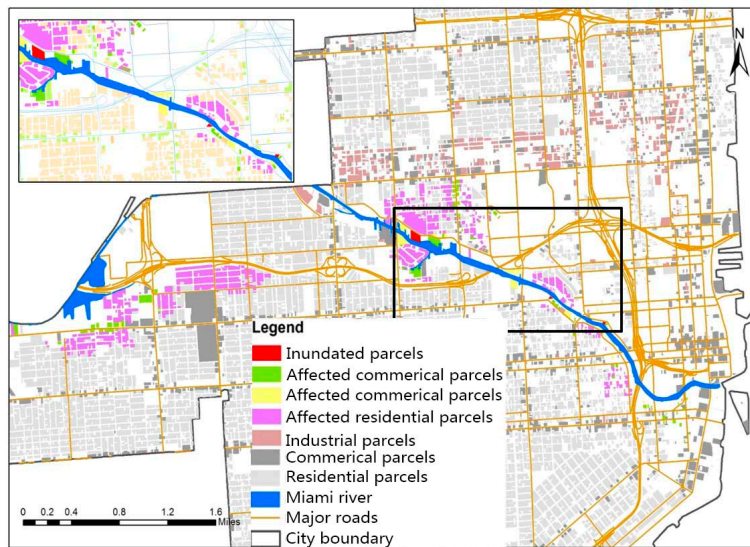 N
Legend
Inundated parcels
Affected commerical parcels
Affected commerical parcels
Affected residential parcels
Industrial parcels
Commerical parcels
Residential parcels
Miami river
Major roads
City boundary
0 0.2 0.4 0.8 1.2 1.6
Miles